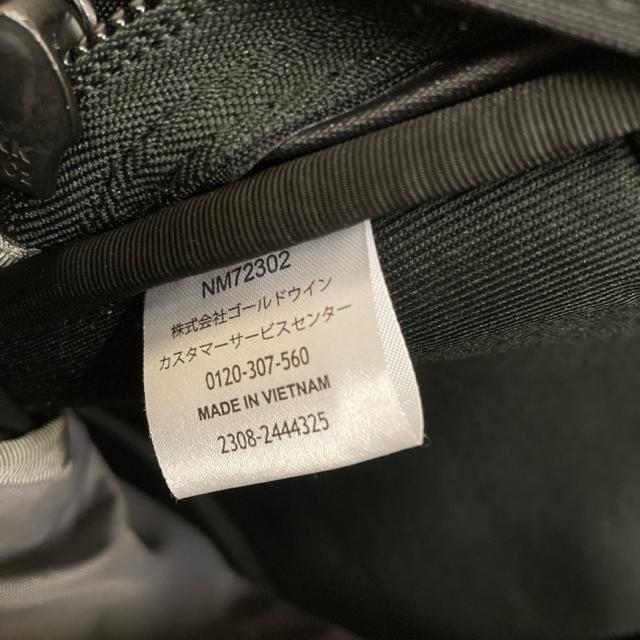 NM72302
株式会社ゴールドウイン
カスタマーサービスセンター
0120-307-560
MADE IN VIETNAM
2308-2444325